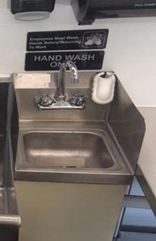 Employees Must Wash
Hands Before Returning
To Work
HAND WASH
ONLY